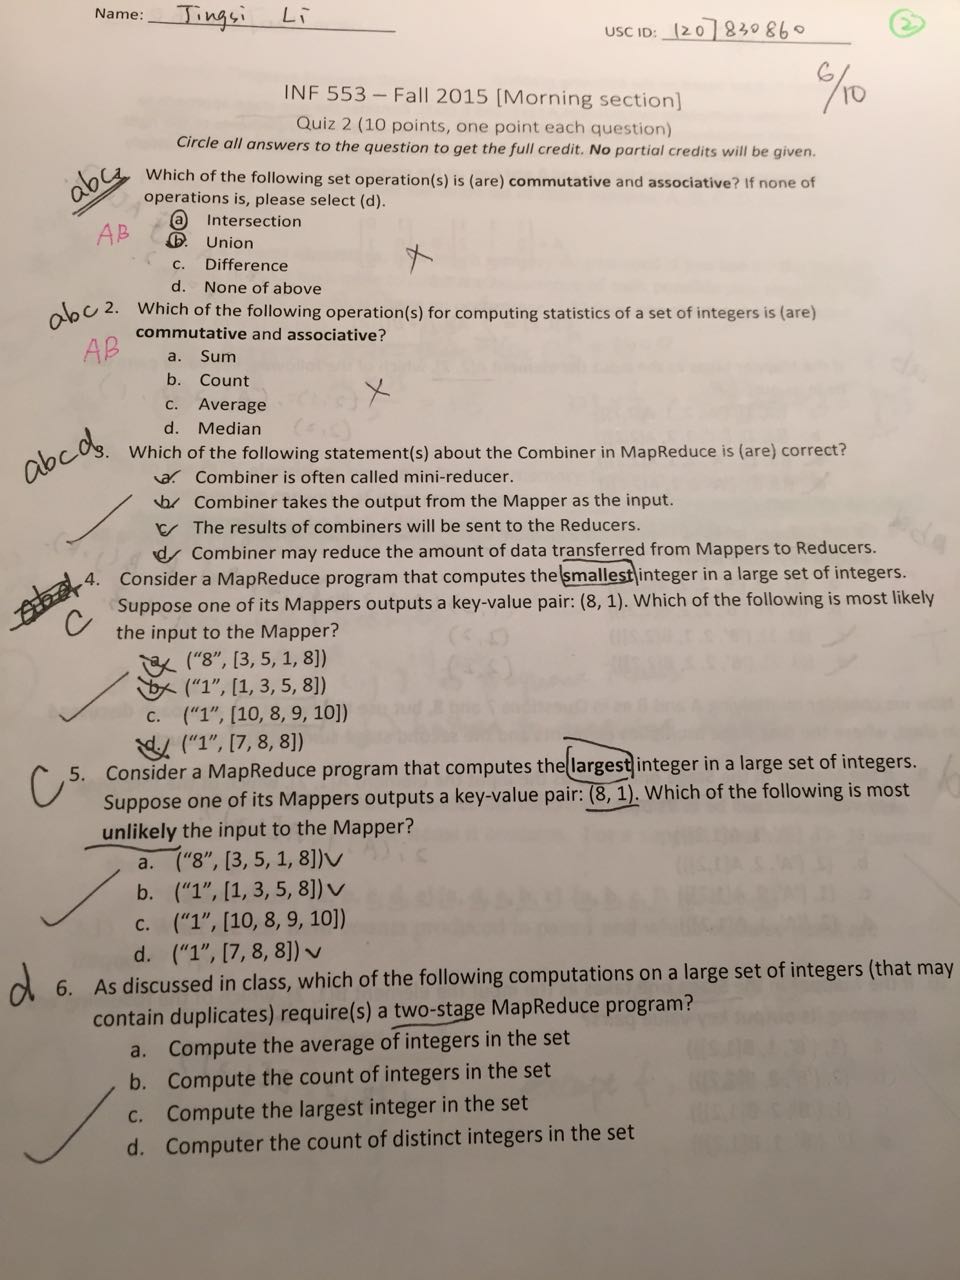 Name: Jingsi Li
USC ID: 1207830860
2
6/10
INF 553 – Fall 2015 [Morning section]
Quiz 2 (10 points, one point each question)
Circle all answers to the question to get the full credit. No partial credits will be given.
abc
Which of the following set operation(s) is (are) commutative and associative? If none of
operations is, please select (d).
AB
a Intersection
b. Union
c. Difference
d. None of above
abc 2. Which of the following operation(s) for computing statistics of a set of integers is (are)
commutative and associative?
AB
a. Sum
b. Count
c. Average
d. Median
abcd 3. Which of the following statement(s) about the Combiner in MapReduce is (are) correct?
a. Combiner is often called mini-reducer.
b. Combiner takes the output from the Mapper as the input.
c. The results of combiners will be sent to the Reducers.
d. Combiner may reduce the amount of data transferred from Mappers to Reducers.
4. Consider a MapReduce program that computes the smallest integer in a large set of integers.
c
Suppose one of its Mappers outputs a key-value pair: (8, 1). Which of the following is most likely
the input to the Mapper?
a. ("8", [3, 5, 1, 8])
b. ("1", [1, 3, 5, 8])
c. ("1", [10, 8, 9, 10])
d. ("1", [7, 8, 8])
C 5. Consider a MapReduce program that computes the largest integer in a large set of integers.
Suppose one of its Mappers outputs a key-value pair: (8, 1). Which of the following is most
unlikely the input to the Mapper?
a. ("8", [3, 5, 1, 8])
b. ("1", [1, 3, 5, 8])
c. ("1", [10, 8, 9, 10])
d. ("1", [7, 8, 8])
d 6. As discussed in class, which of the following computations on a large set of integers (that may
contain duplicates) require(s) a two-stage MapReduce program?
a. Compute the average of integers in the set
b. Compute the count of integers in the set
c. Compute the largest integer in the set
d. Computer the count of distinct integers in the set